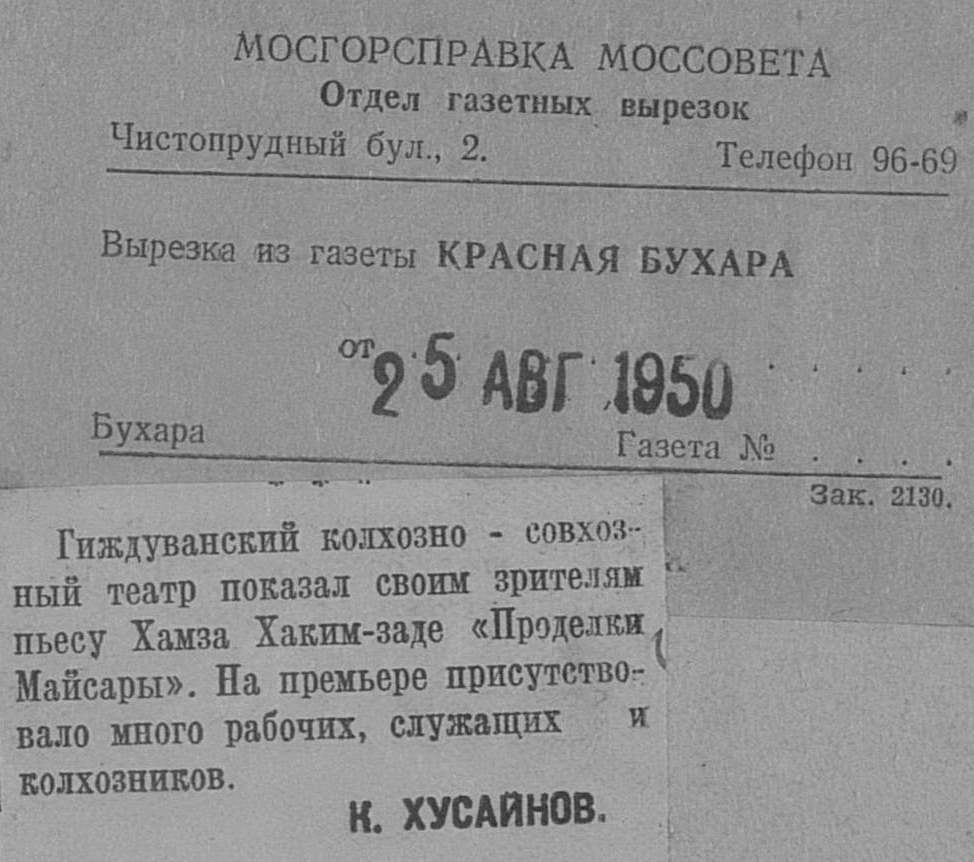 МОСГОРСПРАВКА МОССОВЕТА
Отдел газетных вырезок
Чистопрудный бул., 2. Телефон 96-69
Вырезка из газеты КРАСНАЯ БУХАРА
от 25 АВГ 1950 . . . .
Бухара Газета № . . . .
Зак. 2130.
Гиждуванский колхозно - совхоз-
ный театр показал своим зрителям
пьесу Хамза Хаким-заде «Проделки
Майсары». На премьере присутство-
вало много рабочих, служащих и
колхозников.
К. ХУСАЙНОВ.